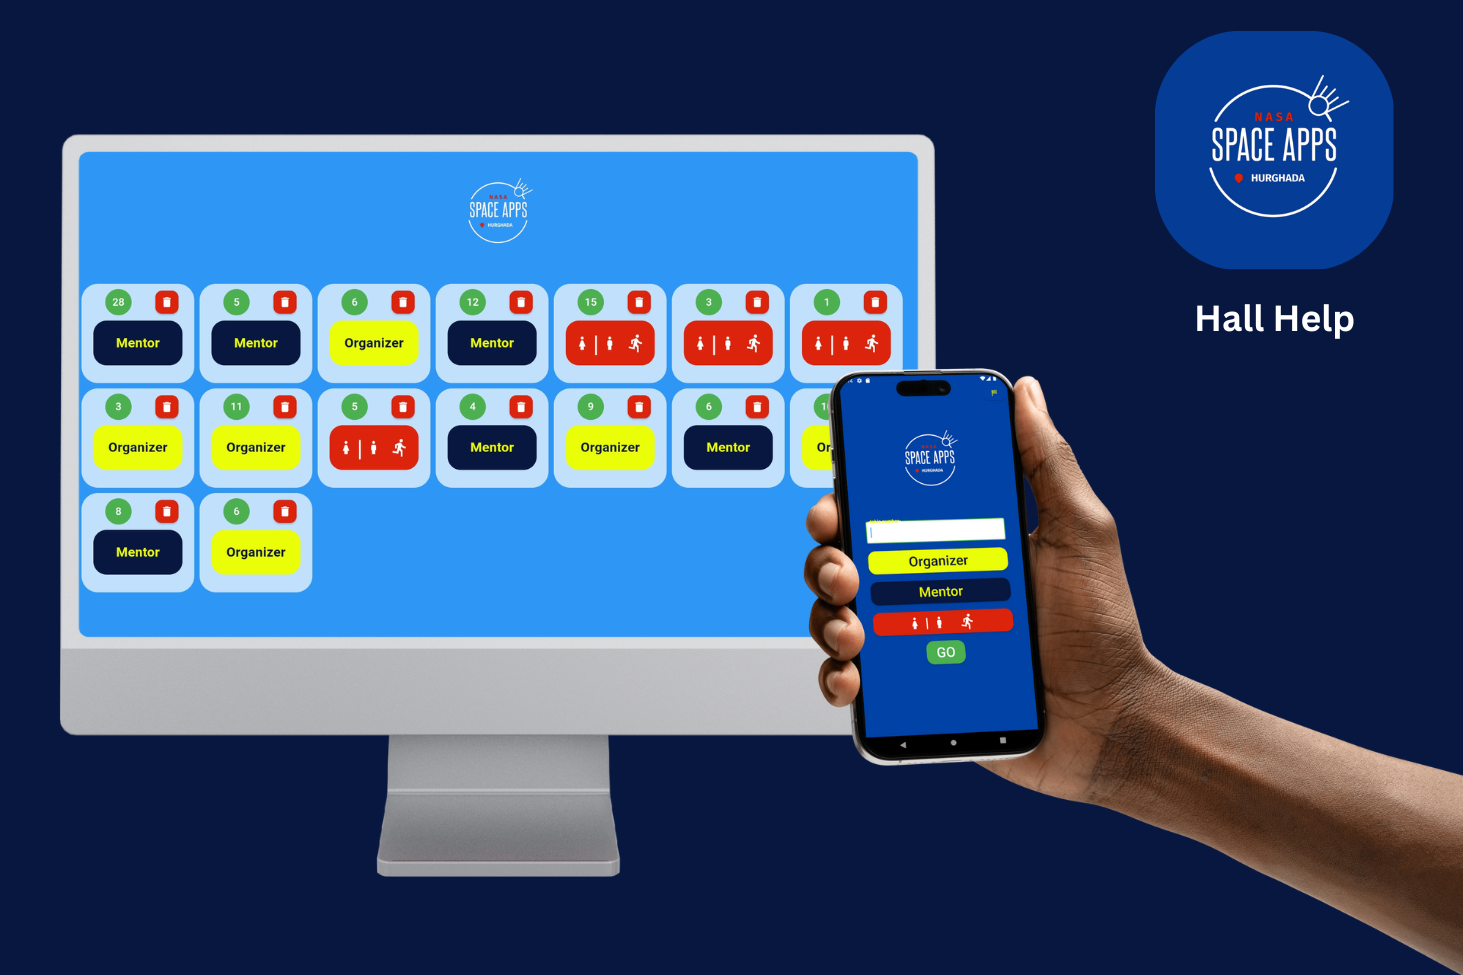 NASA
SPACE APPS
HURGHADA
Hall Help
NASA
SPACE APPS
HURGHADA
28 5 6 12 15 3 1
Mentor Mentor Organizer Mentor
3 11 5 4 9 6
Organizer Organizer Mentor Organizer Mentor
8 6
Mentor Organizer
SPACE APPS
HURGHADA
Organizer
Mentor
GO